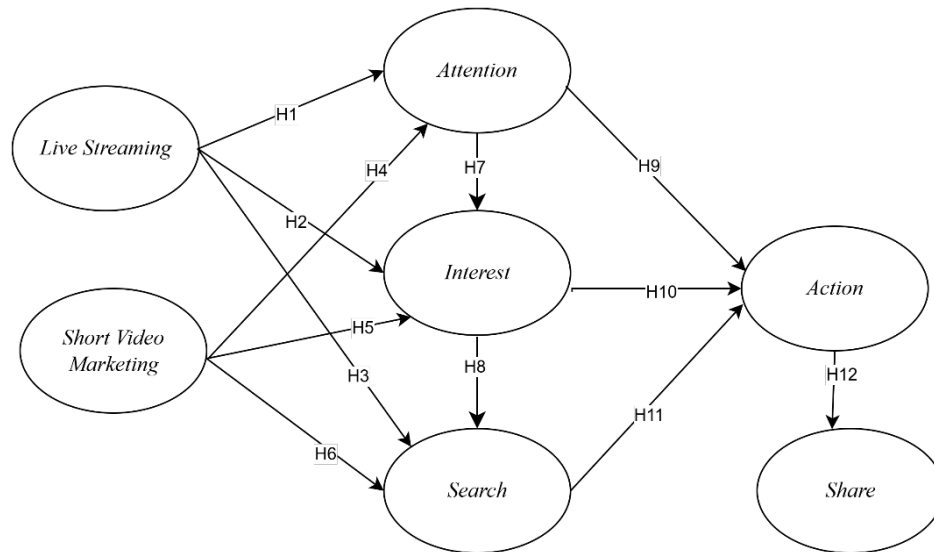 Attention
H1
Live Streaming
H4
H7
H9
H2
Interest
Action
H10
H5
Short Video
Marketing
H3
H8
H12
H11
H6
Search
Share